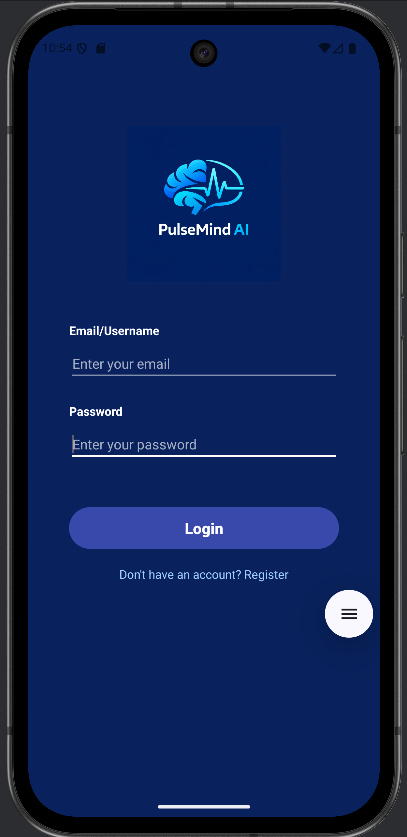 10:54
PulseMind AI
Email/Username
Enter your email
Password
Enter your password
Login
Don't have an account? Register